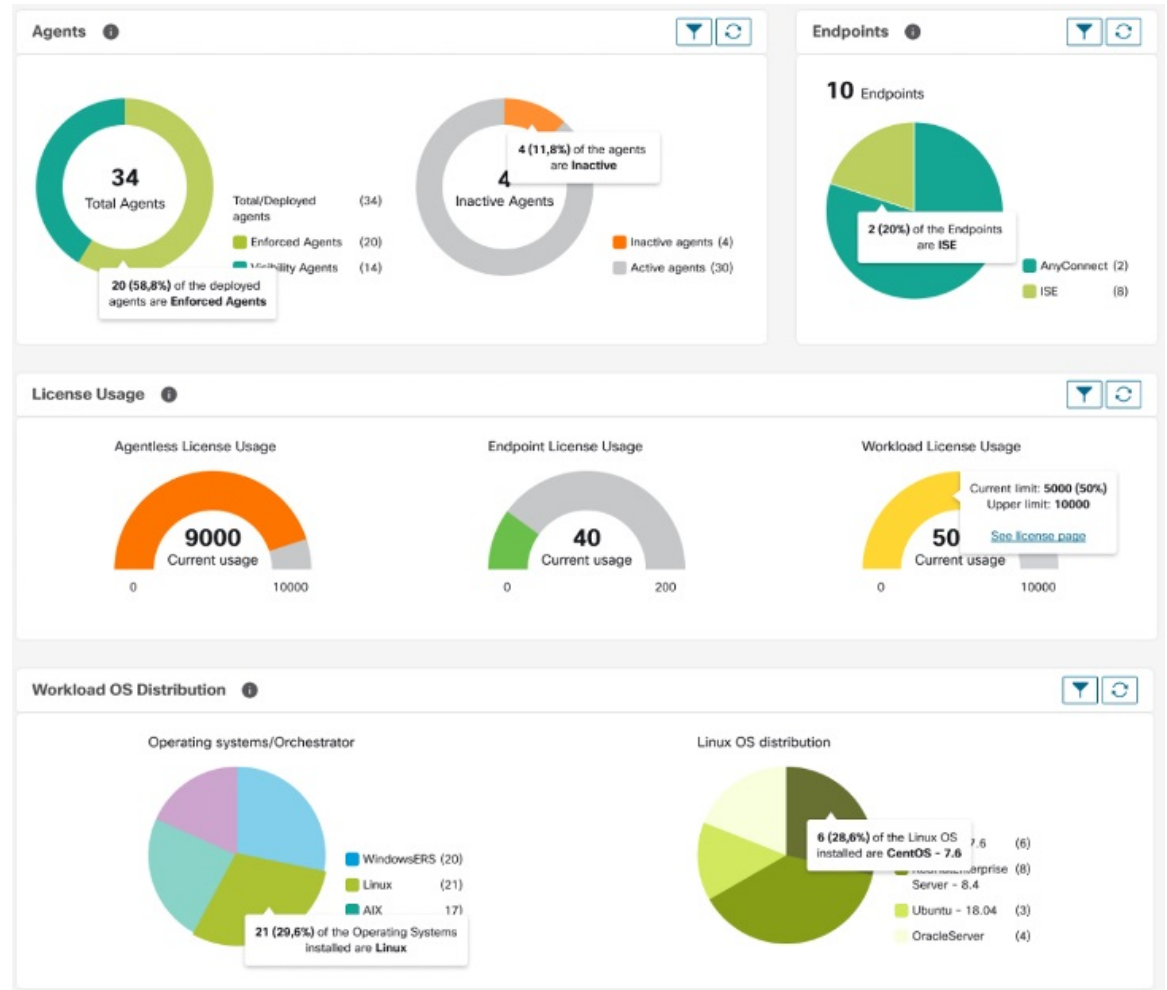 Agents
Endpoints
34
Total Agents
Total/Deployed agents (34)
Enforced Agents (20)
Agents (14)
20 (58,8%) of the deployed
agents are Enforced Agents
4 (11,8%) of the agents
are Inactive
4
Inactive Agents
Inactive agents (4)
Active agents (30)
10 Endpoints
2 (20%) of the Endpoints
are ISE
AnyConnect (2)
ISE (8)
License Usage
Agentless License Usage
9000
Current usage
0 10000
Endpoint License Usage
40
Current usage
0 200
Workload License Usage
Current limit: 5000 (50%)
Upper limit: 10000
See license page
50
Current usage
0 10000
Workload OS Distribution
Operating systems/Orchestrator
WindowsERS (20)
Linux (21)
AIX 17)
21 (29,6%) of the Operating Systems
installed are Linux
Linux OS distribution
6 (28,6%) of the Linux OS
installed are CentOS - 7.6
7.6 (6)
(8)
Server - 8.4
Ubuntu - 18.04 (3)
OracleServer (4)